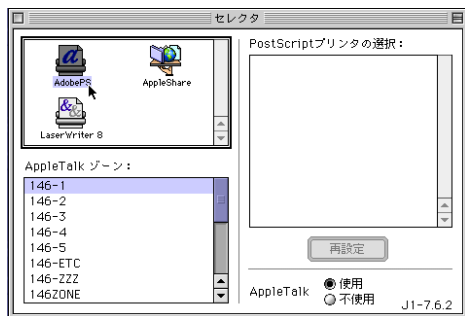 セレクタ
AdobePS
AppleShare
LaserWriter 8
AppleTalk ゾーン：
146-1
146-2
146-3
146-4
146-5
146-ETC
146-ZZZ
146ZONE
PostScriptプリンタの選択：
再設定
AppleTalk
使用
不使用
J1-7.6.2